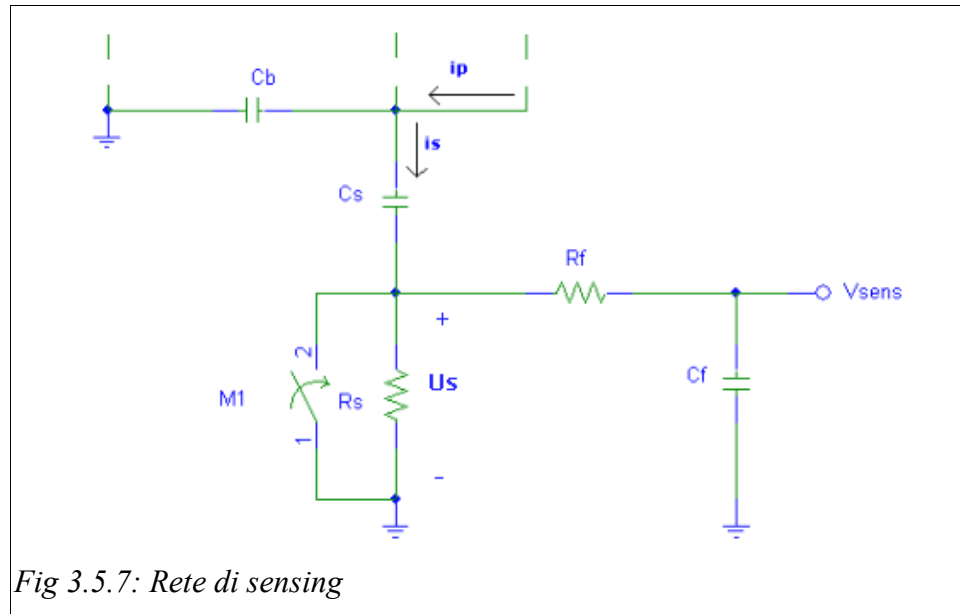 Cb
ip
is
Cs
Rf
Vsens
+
2
M1
Rs
Us
Cf
1
-
Fig 3.5.7: Rete di sensing